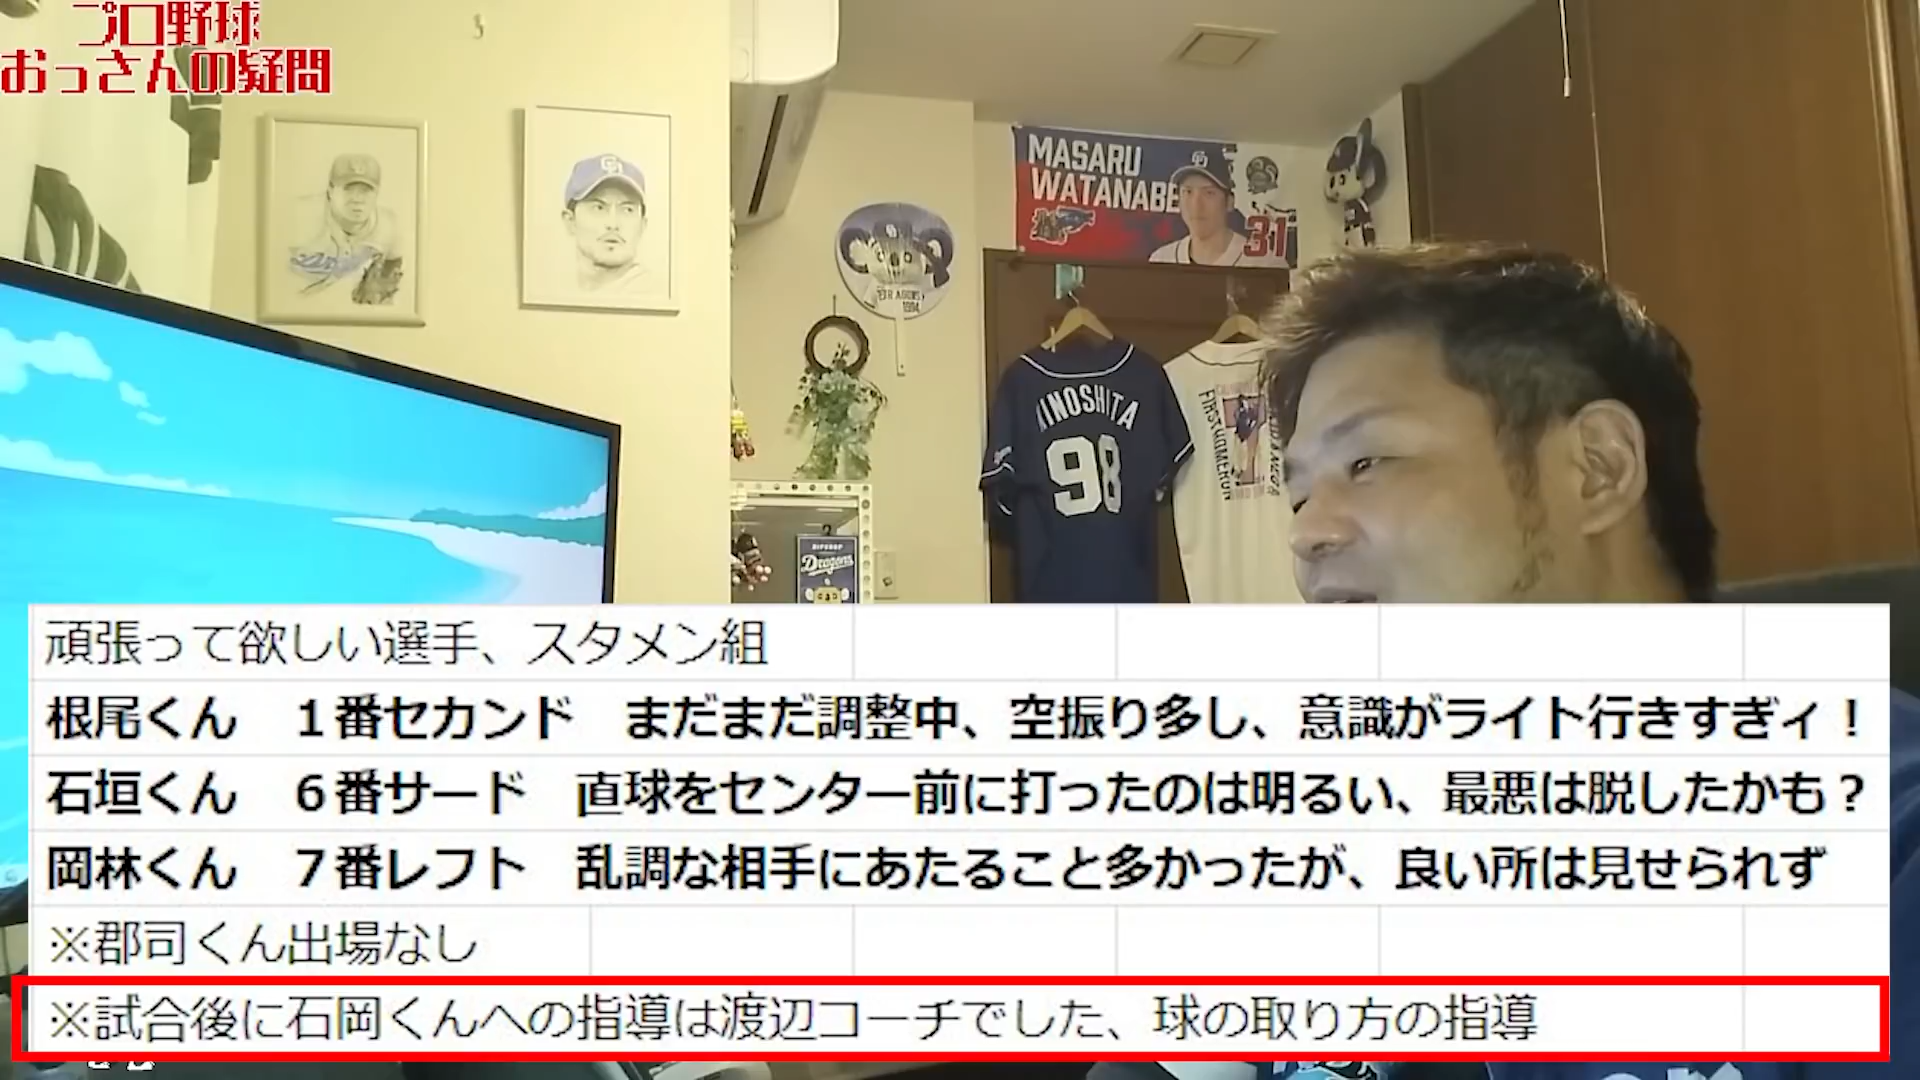 プロ野球
おっさんの疑問
MASARU
WATANABE
31
DRAGONS
1994
KINOSHITA
98
Dragons
頑張って欲しい選手、スタメン組
根尾くん　１番セカンド　まだまだ調整中、空振り多し、意識がライト行きすぎィ！
石垣くん　６番サード　直球をセンター前に打ったのは明るい、最悪は脱したかも？
岡林くん　７番レフト　乱調な相手にあたること多かったが、良い所は見せられず
※郡司くん出場なし
※試合後に石岡くんへの指導は渡辺コーチでした、球の取り方の指導